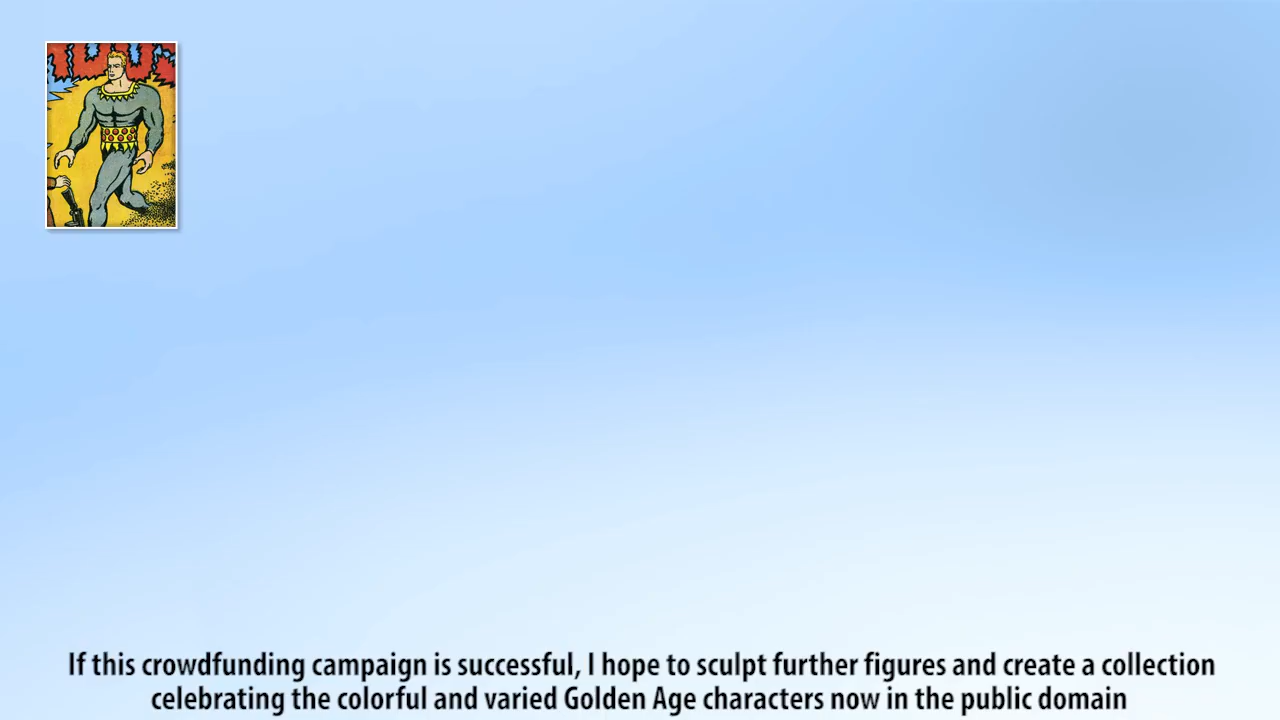 If this crowdfunding campaign is successful, I hope to sculpt further figures and create a collection
celebrating the colorful and varied Golden Age characters now in the public domain